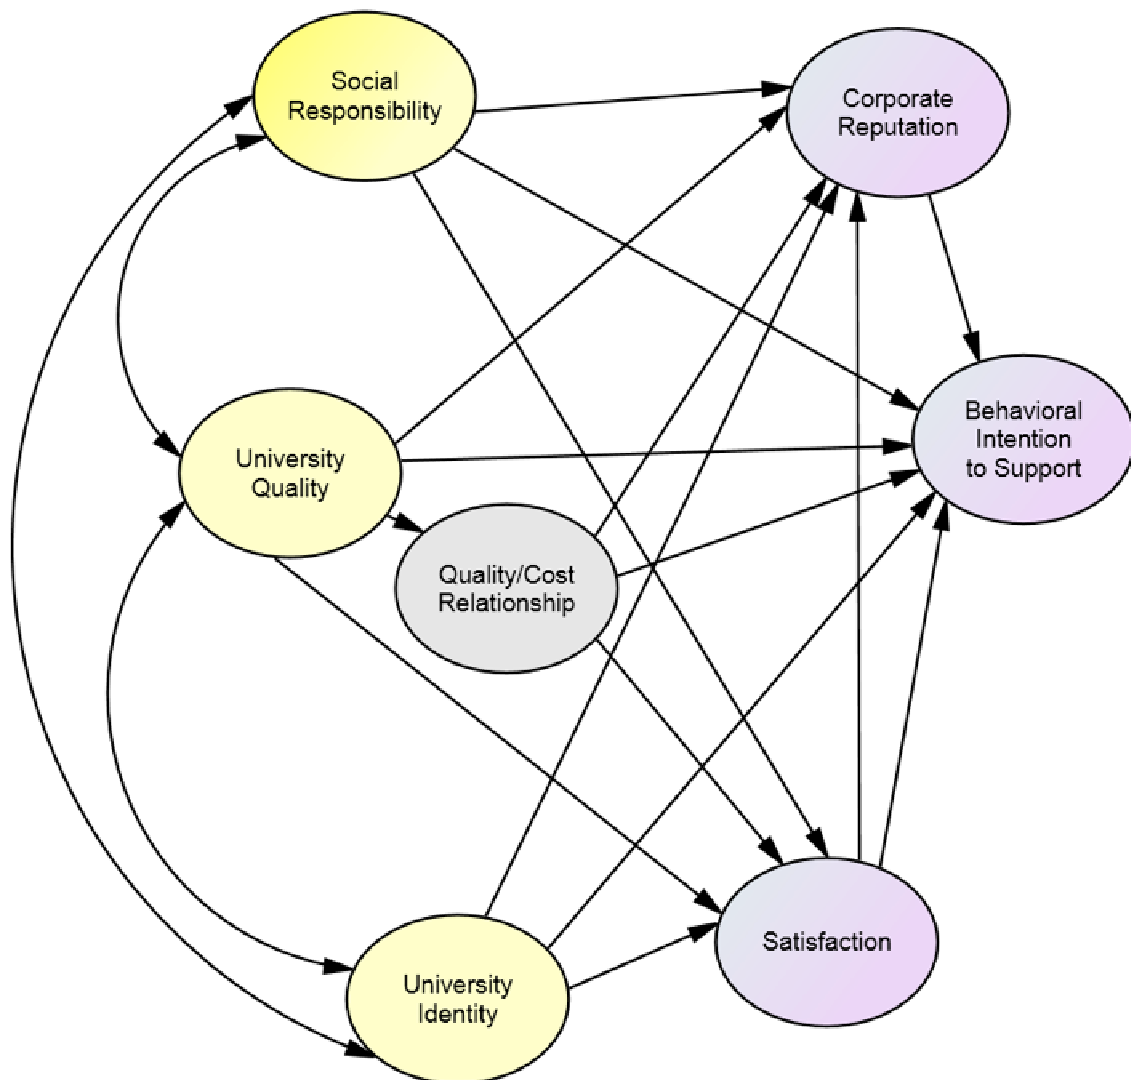 Social
Responsibility
Corporate
Reputation
Behavioral
Intention
to Support
University
Quality
Quality/Cost
Relationship
Satisfaction
University
Identity